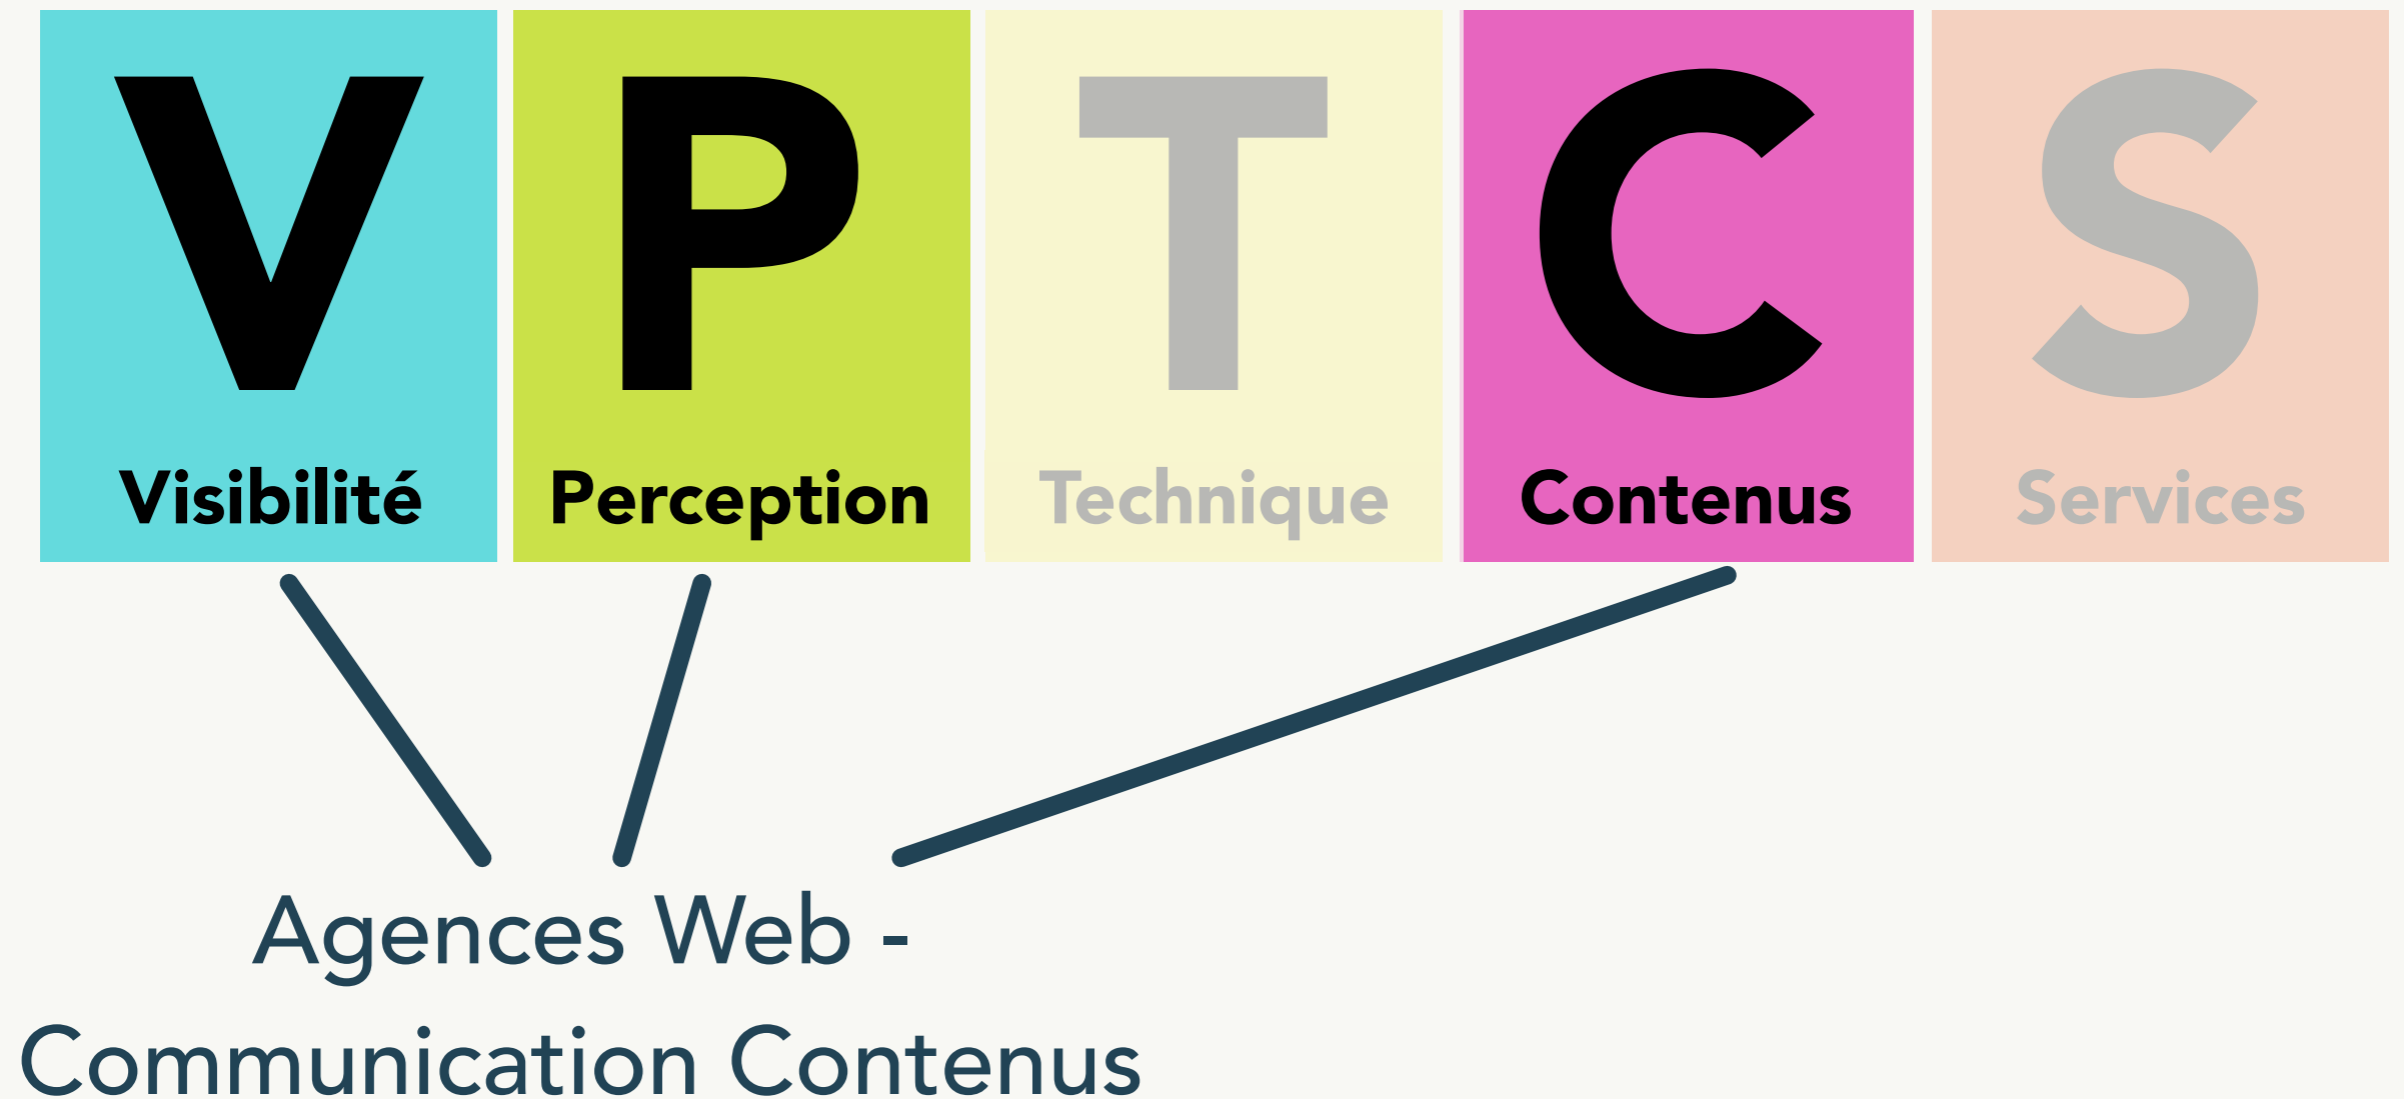 V P T C S
Visibilité Perception Technique Contenus Services
Agences Web -
Communication Contenus